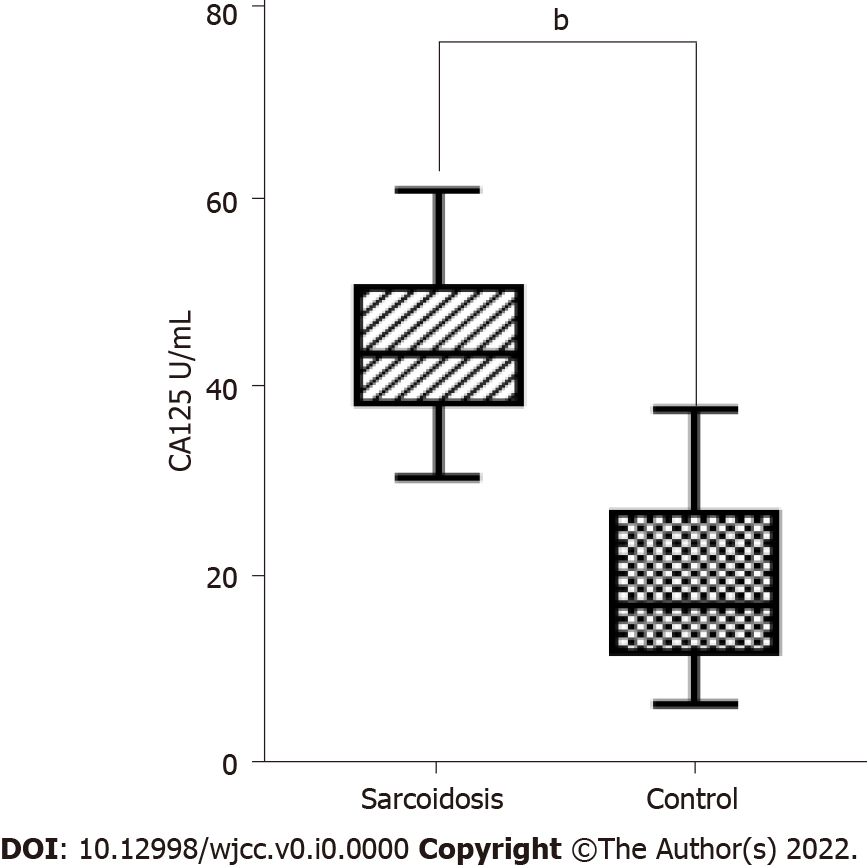 80
b
60
40
20
0
CA125 U/mL
Sarcoidosis
Control
DOI: 10.12998/wjcc.v0.i0.0000 Copyright ©The Author(s) 2022.